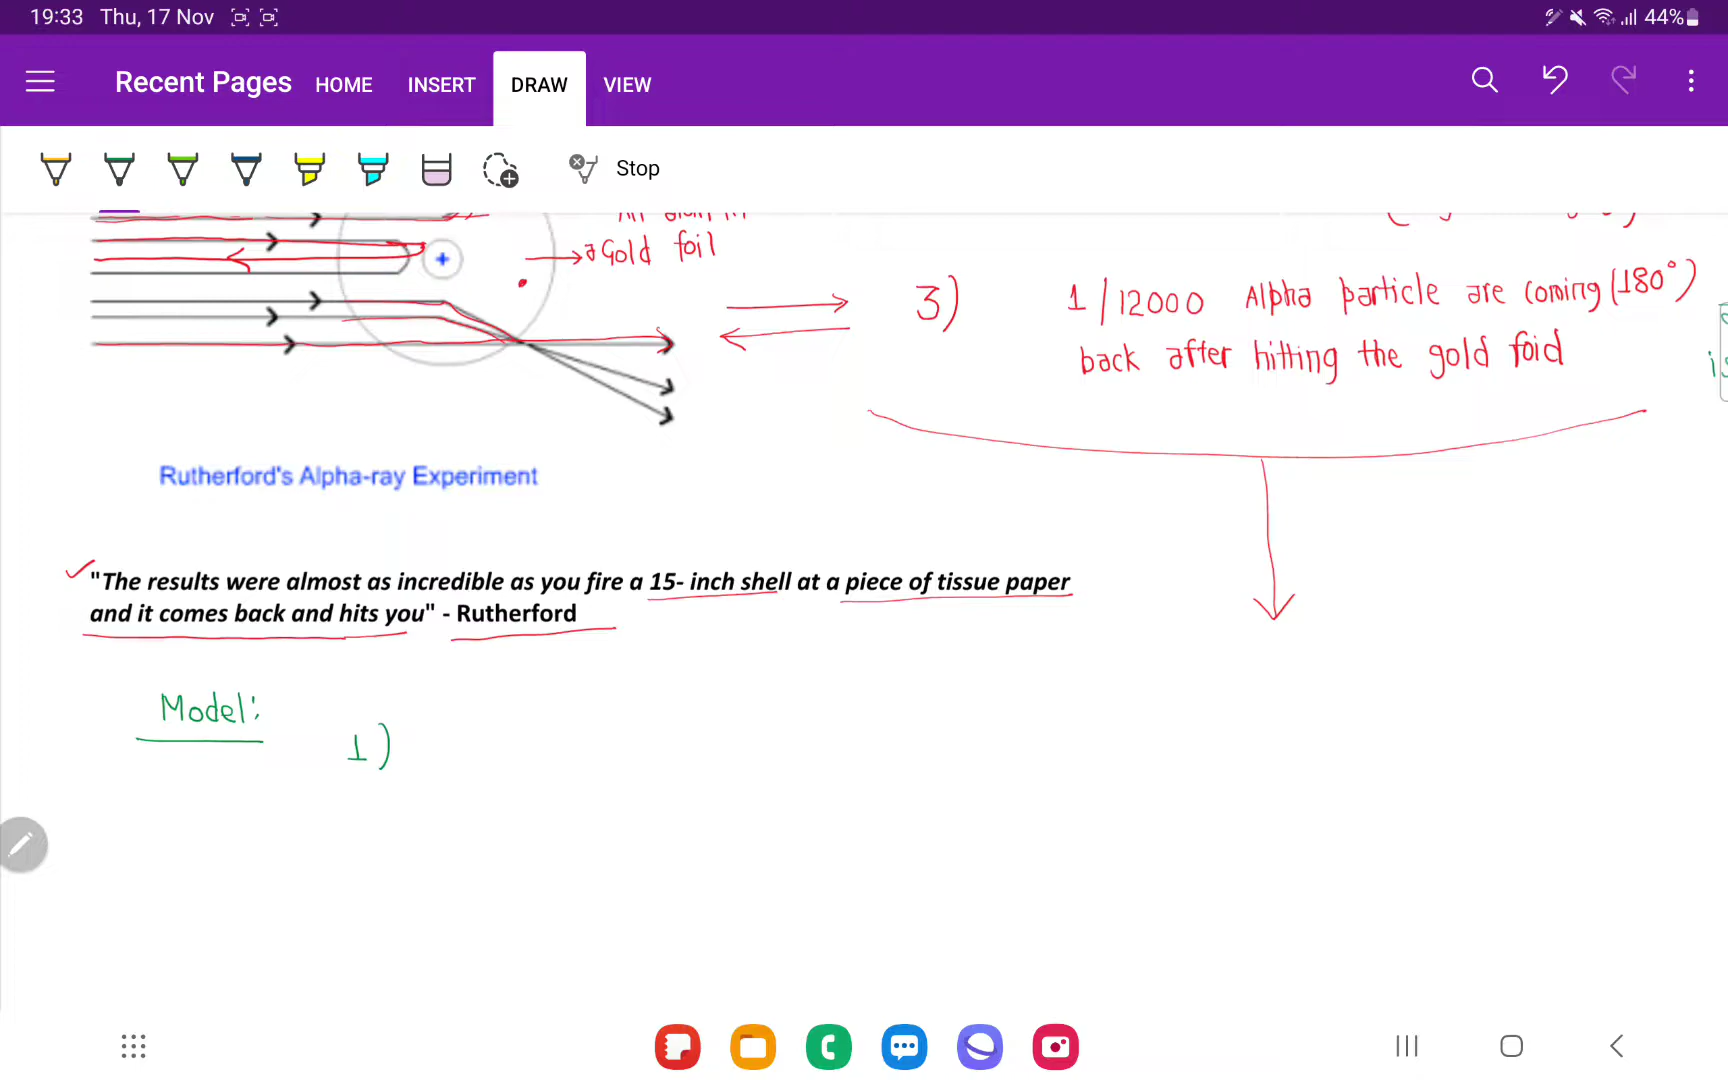 19:33 Thu, 17 Nov
44%
Recent Pages HOME INSERT DRAW VIEW
Stop
Gold foil
+
3) 1/12000 Alpha particle are coming (180°)
back after hitting the gold foid
Rutherford's Alpha-ray Experiment
"The results were almost as incredible as you fire a 15- inch shell at a piece of tissue paper
and it comes back and hits you" - Rutherford
Model:
1)